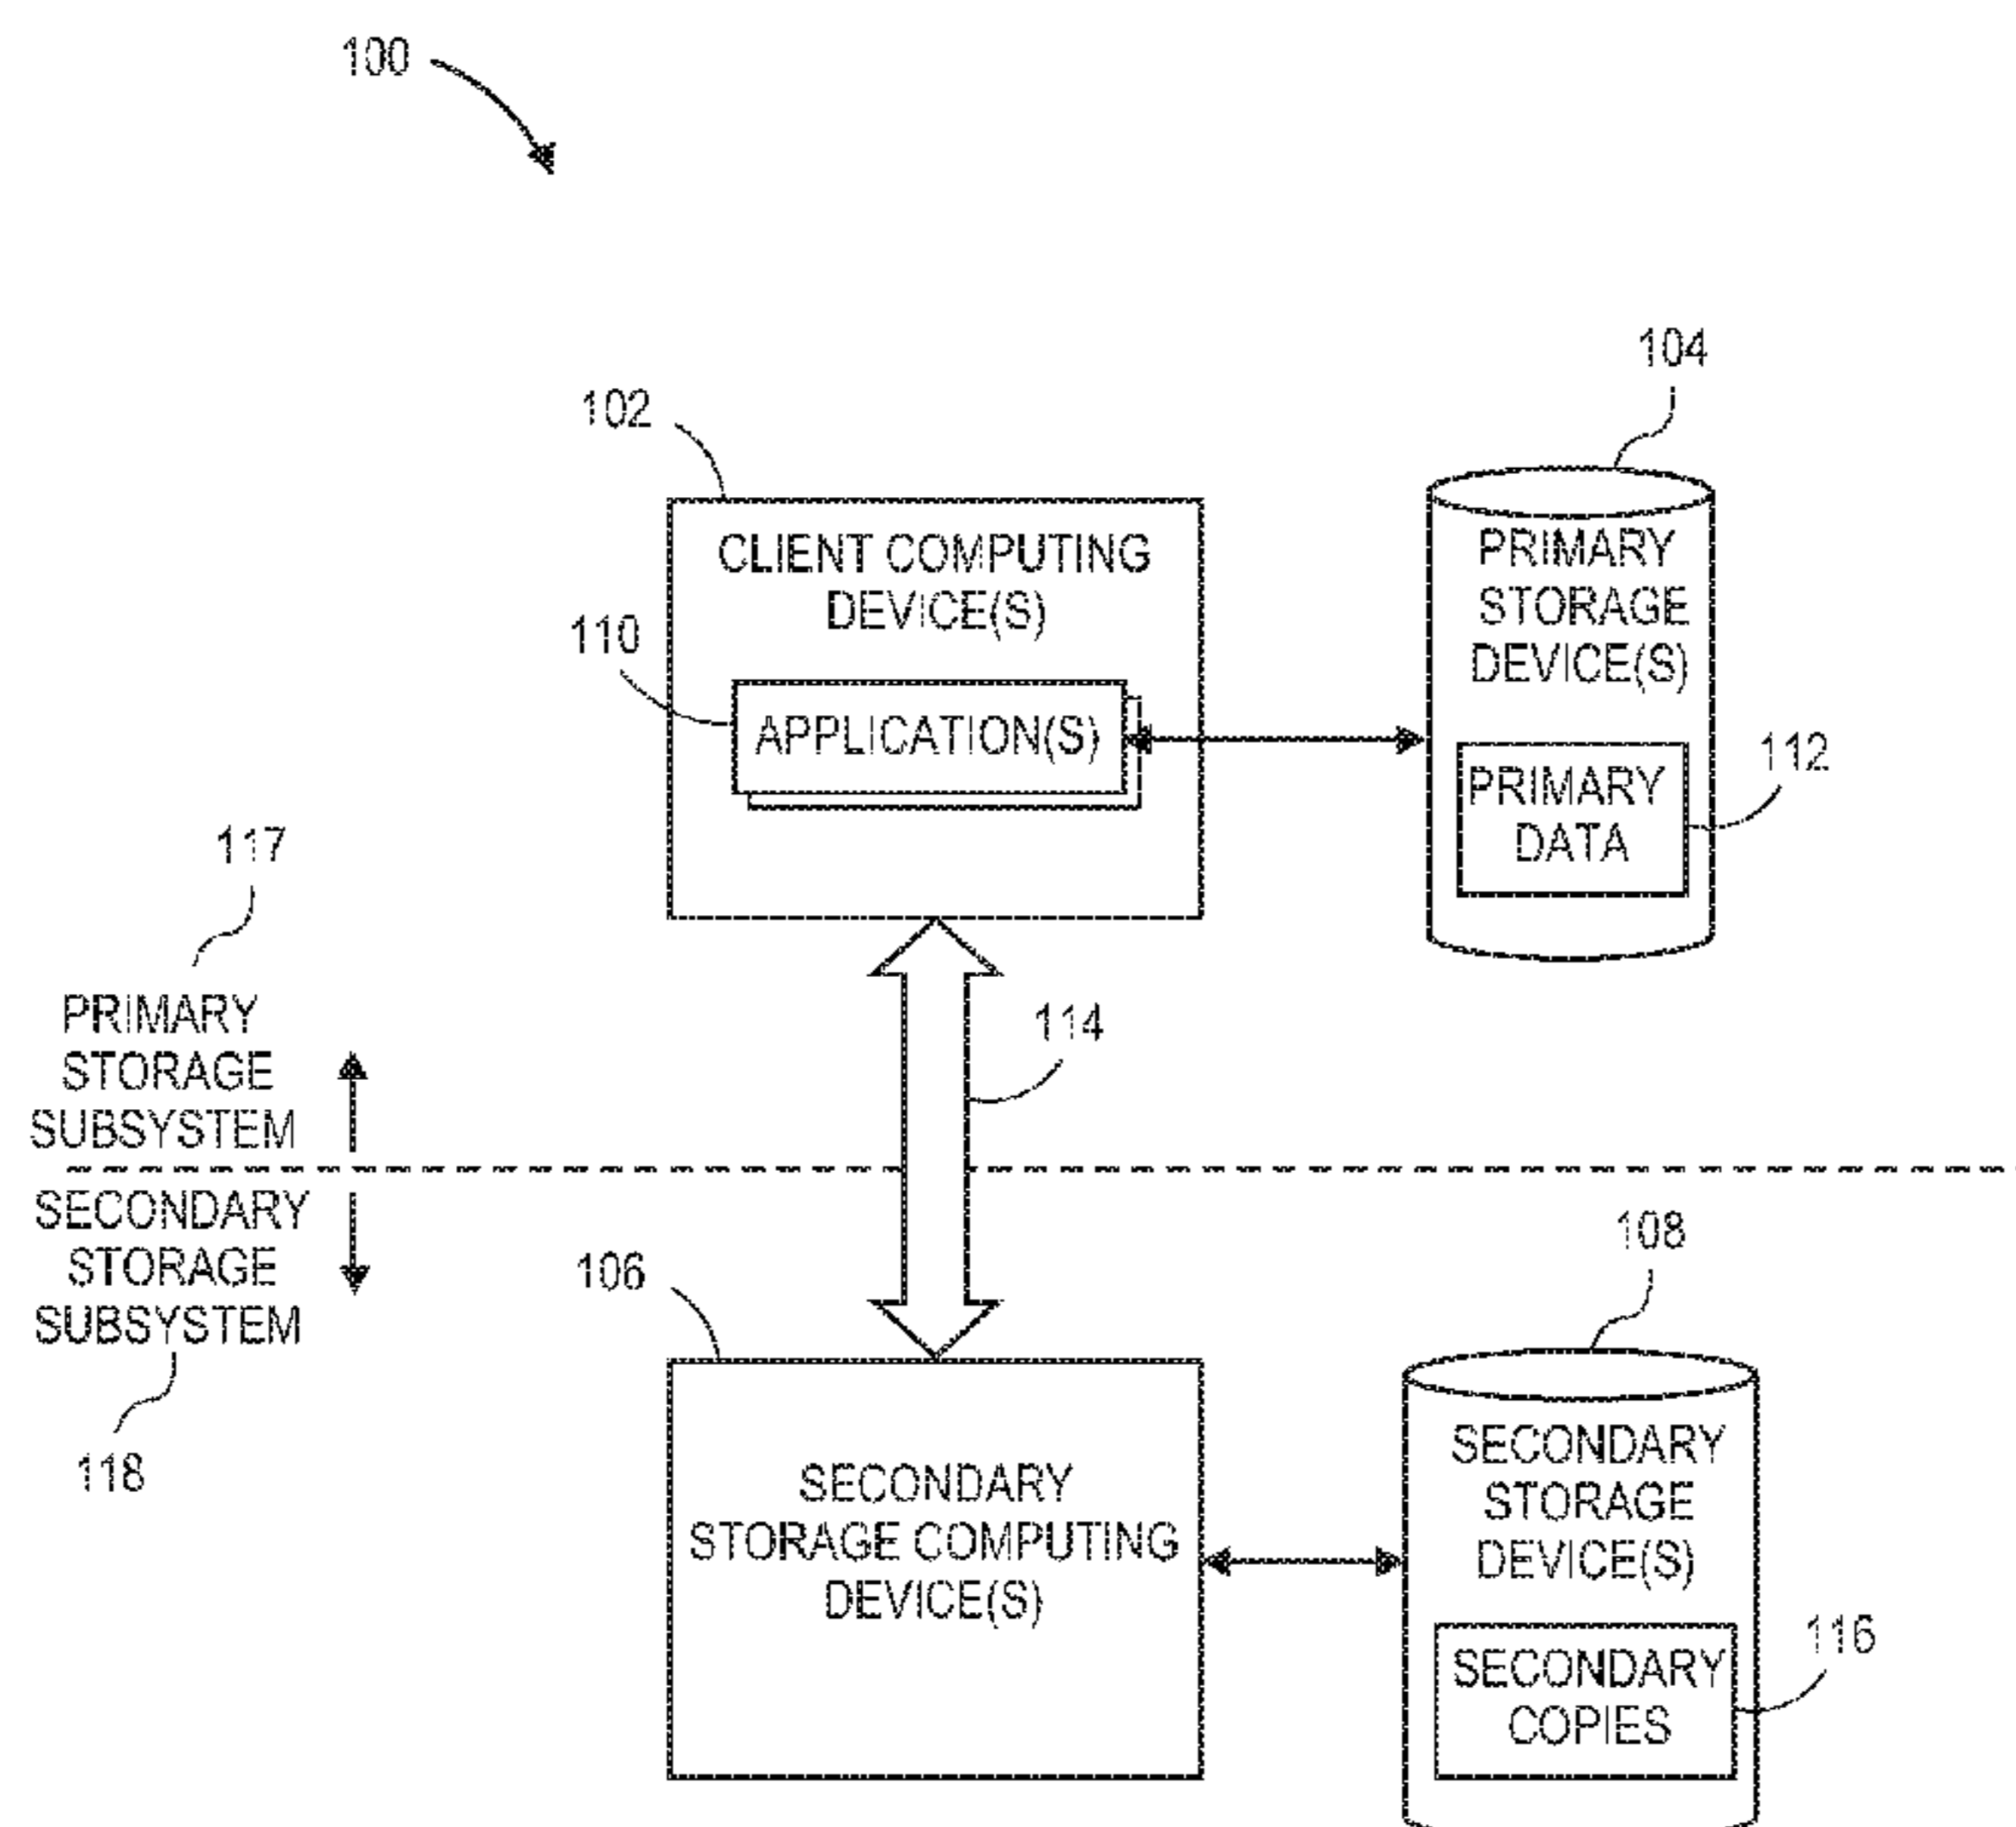 100
104
102
CLIENT COMPUTING
DEVICE(S)
110
APPLICATION(S)
PRIMARY
STORAGE
DEVICE(S)
PRIMARY
DATA
112
117
PRIMARY
STORAGE
SUBSYSTEM
114
SECONDARY
STORAGE
SUBSYSTEM
118
106
108
SECONDARY
STORAGE COMPUTING
DEVICE(S)
SECONDARY
STORAGE
DEVICE(S)
SECONDARY
COPIES
116